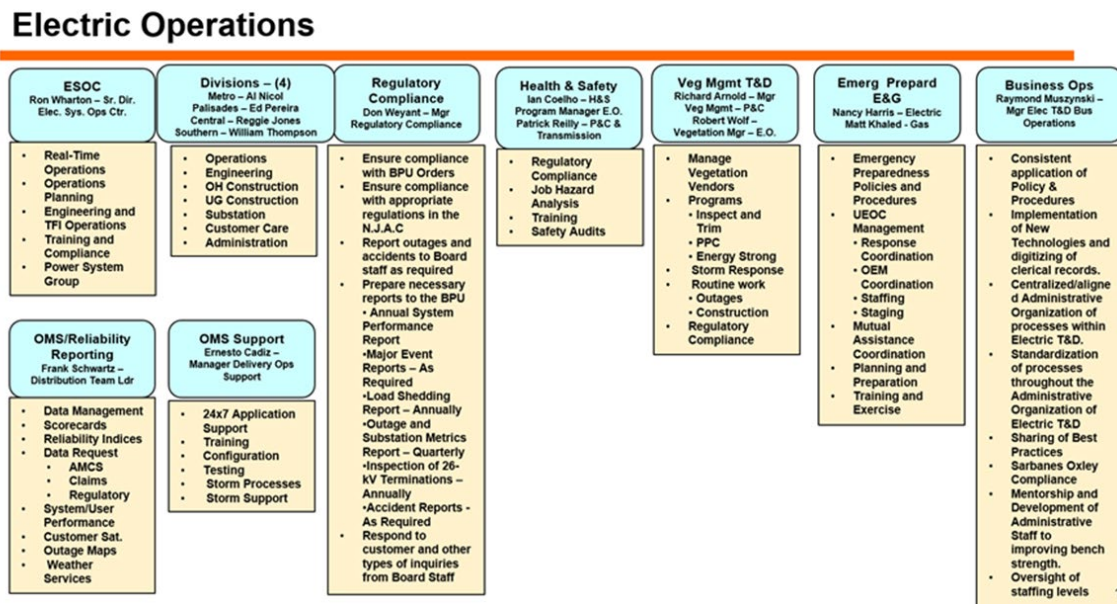 Electric Operations
ESOC
Ron Wharton – Sr. Dir.
Elec. Sys. Ops Ctr.
• Real-Time
Operations
• Operations
Planning
• Engineering and
TFI Operations
• Training and
Compliance
• Power System
Group
Divisions – (4)
Metro – Al Nicol
Palisades – Ed Pereira
Central – Reggie Jones
Southern – William Thompson
• Operations
• Engineering
• OH Construction
• UG Construction
• Substation
• Customer Care
• Administration
Regulatory
Compliance
Don Weyant – Mgr
Regulatory Compliance
• Ensure compliance
with BPU Orders
• Ensure compliance
with appropriate
regulations in the
N.J.A.C
• Report outages and
accidents to Board
staff as required
• Prepare necessary
reports to the BPU
• Annual System
Performance
Report
•Major Event
Reports – As
Required
•Load Shedding
Report – Annually
•Outage and
Substation Metrics
Report – Quarterly
•Inspection of 26-
kV Terminations –
Annually
•Accident Reports -
As Required
• Respond to
customer and other
types of inquiries
from Board Staff
Health & Safety
Ian Coelho – H&S
Program Manager E.O.
Patrick Reilly – P&C &
Transmission
• Regulatory
Compliance
• Job Hazard
Analysis
• Training
• Safety Audits
Veg Mgmt T&D
Richard Arnold – Mgr
Veg Mgmt – P&C
Robert Wolf –
Vegetation Mgr – E.O.
• Manage
Vegetation
Vendors
• Programs
• Inspect and
Trim
• PPC
• Energy Strong
• Storm Response
• Routine work
• Outages
• Construction
• Regulatory
Compliance
Emerg Prepard
E&G
Nancy Harris – Electric
Matt Khaled - Gas
• Emergency
Preparedness
Policies and
Procedures
• UEOC
Management
• Response
Coordination
• OEM
Coordination
• Staffing
• Staging
• Mutual
Assistance
Coordination
• Planning and
Preparation
• Training and
Exercise
Business Ops
Raymond Muszynski –
Mgr Elec T&D Bus
Operations
• Consistent
application of
Policy &
Procedures
• Implementation
of New
Technologies and
digitizing of
clerical records.
• Centralized/aligne
d Administrative
Organization of
processes within
Electric T&D.
• Standardization
of processes
throughout the
Administrative
Organization of
Electric T&D
• Sharing of Best
Practices
• Sarbanes Oxley
Compliance
• Mentorship and
Development of
Administrative
Staff to
improving bench
strength.
• Oversight of
staffing levels
OMS/Reliability
Reporting
Frank Schwartz –
Distribution Team Ldr
• Data Management
• Scorecards
• Reliability Indices
• Data Request
• AMCS
• Claims
• Regulatory
• System/User
Performance
• Customer Sat.
• Outage Maps
• Weather
Services
OMS Support
Ernesto Cadiz –
Manager Delivery Ops
Support
• 24x7 Application
Support
• Training
• Configuration
• Testing
• Storm Processes
• Storm Support